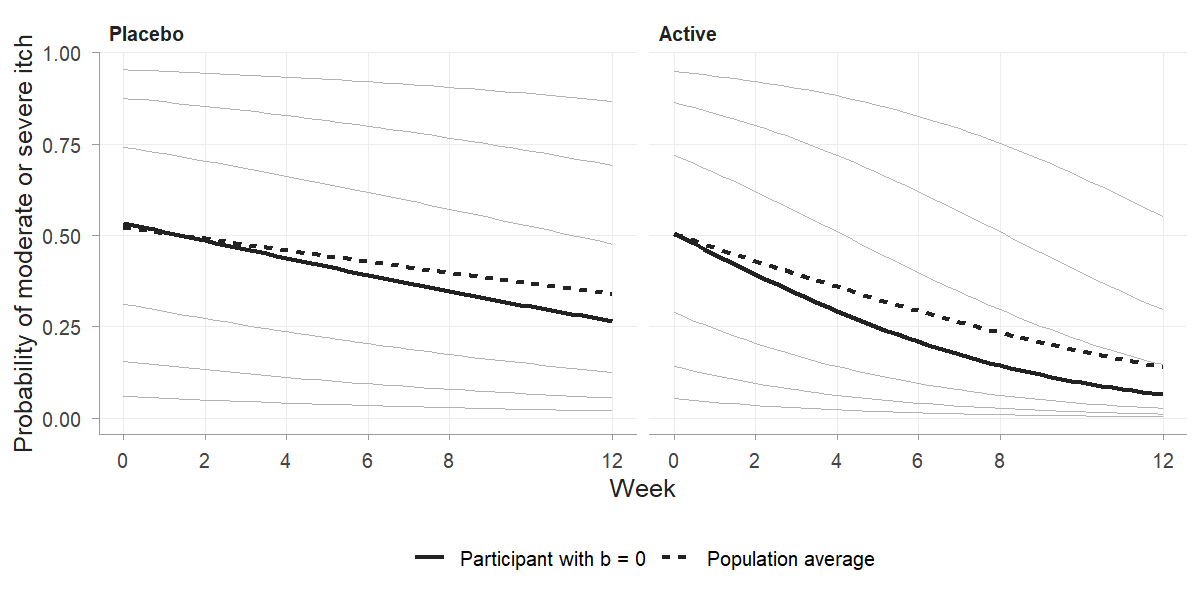 Placebo
Active
Probability of moderate or severe itch
1.00
0.75
0.50
0.25
0.00
0 2 4 6 8 12
0 2 4 6 8 12
Week
Participant with b = 0
Population average